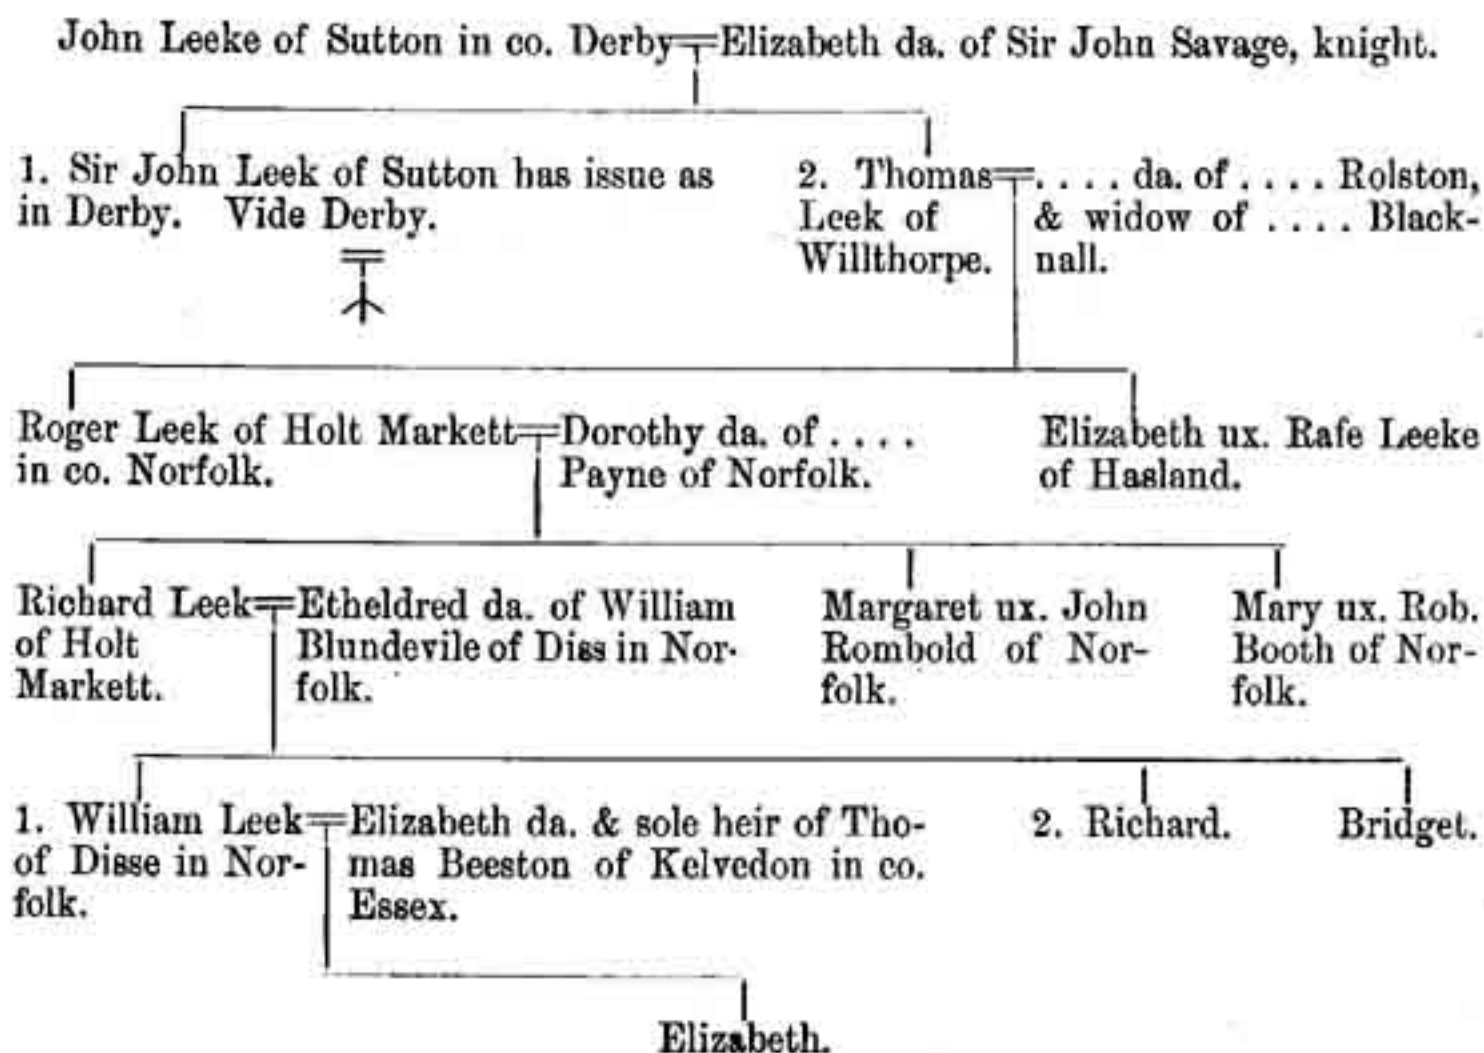 John Leeke of Sutton in co. Derby Elizabeth da. of Sir John Savage, knight.
1. Sir John Leek of Sutton has issue as
in Derby. Vide Derby.
2. Thomas
Leek of
Willthorpe.
. . . . da. of . . . . Rolston,
& widow of . . . . Black-
nall.
Roger Leek of Holt Markett
in co. Norfolk.
Dorothy da. of . . . .
Payne of Norfolk.
Elizabeth ux. Rafe Leeke
of Hasland.
Richard Leek
of Holt
Markett.
Etheldred da. of William
Blundevile of Diss in Nor-
folk.
Margaret ux. John
Rombold of Nor-
folk.
Mary ux. Rob.
Booth of Nor-
folk.
1. William Leek
of Disse in Nor-
folk.
Elizabeth da. & sole heir of Tho-
mas Beeston of Kelvedon in co.
Essex.
2. Richard.
Bridget.
Elizabeth.